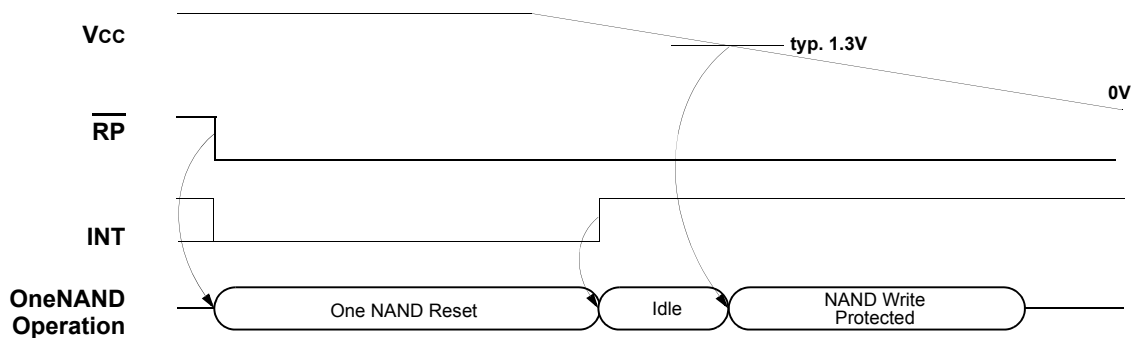 Vcc
typ. 1.3V
0V
RP
INT
OneNAND
Operation
One NAND Reset
Idle
NAND Write
Protected